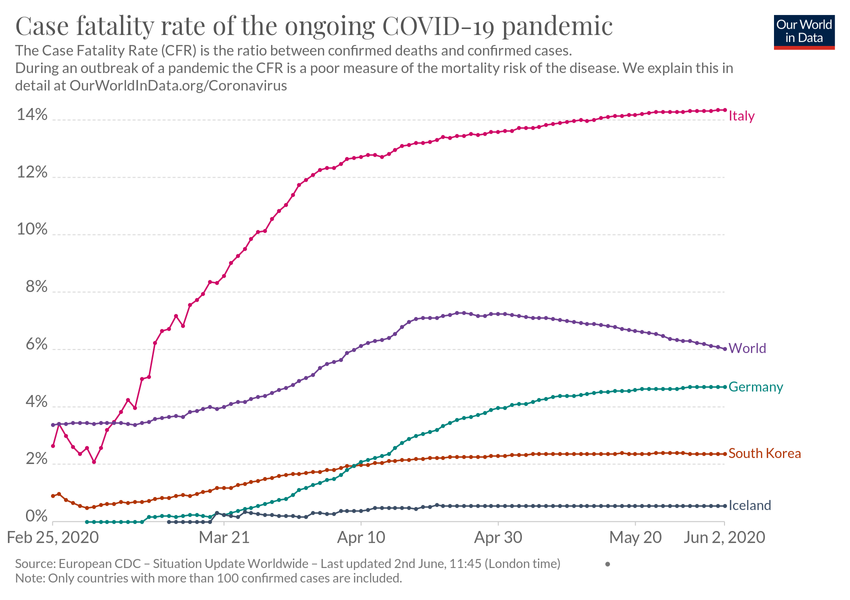 Case fatality rate of the ongoing COVID-19 pandemic
Our World
in Data
The Case Fatality Rate (CFR) is the ratio between confirmed deaths and confirmed cases.
During an outbreak of a pandemic the CFR is a poor measure of the mortality risk of the disease. We explain this in
detail at OurWorldInData.org/Coronavirus
14%
Italy
12%
10%
8%
6%
World
Germany
4%
South Korea
2%
Iceland
0%
Feb 25, 2020
Mar 21
Apr 10
Apr 30
May 20
Jun 2, 2020
Source: European CDC – Situation Update Worldwide – Last updated 2nd June, 11:45 (London time)
Note: Only countries with more than 100 confirmed cases are included.